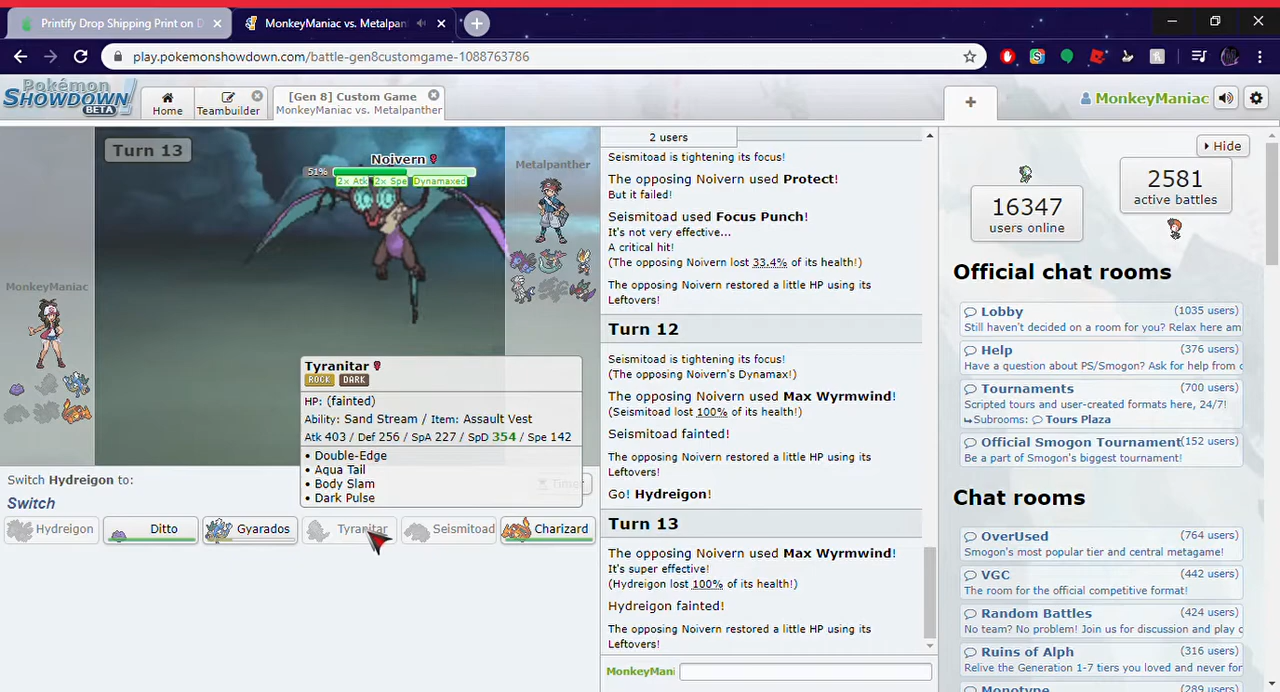 Printify Drop Shipping Print on D
MonkeyManiac vs. Metalpan
play.pokemonshowdown.com/battle-gen8customgame-1088763786
Pokémon
SHOWDOWN!
BETA
Home
Teambuilder
[Gen 8] Custom Game
MonkeyManiac vs. Metalpanther
MonkeyManiac
Turn 13
Noivern
51%
2x Atk 2x Spe Dynamaxed
Metalpanther
MonkeyManiac
Tyranitar
ROCK DARK
HP: (fainted)
Ability: Sand Stream / Item: Assault Vest
Atk 403 / Def 256 / SpA 227 / SpD 354 / Spe 142
• Double-Edge
• Aqua Tail
• Body Slam
• Dark Pulse
Switch Hydreigon to:
Timer
Switch
Hydreigon
Ditto
Gyarados
Tyranitar
Seismitoad
Charizard
2 users
Seismitoad is tightening its focus!
The opposing Noivern used Protect!
But it failed!
Seismitoad used Focus Punch!
It's not very effective...
A critical hit!
(The opposing Noivern lost 33.4% of its health!)
The opposing Noivern restored a little HP using its
Leftovers!
Turn 12
Seismitoad is tightening its focus!
(The opposing Noivern's Dynamax!)
The opposing Noivern used Max Wyrmwind!
(Seismitoad lost 100% of its health!)
Seismitoad fainted!
The opposing Noivern restored a little HP using its
Leftovers!
Go! Hydreigon!
Turn 13
The opposing Noivern used Max Wyrmwind!
It's super effective!
(Hydreigon lost 100% of its health!)
Hydreigon fainted!
The opposing Noivern restored a little HP using its
Leftovers!
MonkeyMani
Hide
16347
users online
2581
active battles
Official chat rooms
Lobby (1035 users)
Still haven't decided on a room for you? Relax here am
Help (376 users)
Have a question about PS/Smogon? Ask for help from c
Tournaments (700 users)
Scripted tours and user-created formats here, 24/7!
Subrooms: Tours Plaza
Official Smogon Tournament (152 users)
Be a part of Smogon's biggest tournament!
Chat rooms
OverUsed (764 users)
Smogon's most popular tier and central metagame!
VGC (442 users)
The room for the official competitive format!
Random Battles (424 users)
No team? No problem! Join us for discussion and play c
Ruins of Alph (316 users)
Relive the Generation 1-7 tiers you loved and never for
Monotype (289 users)